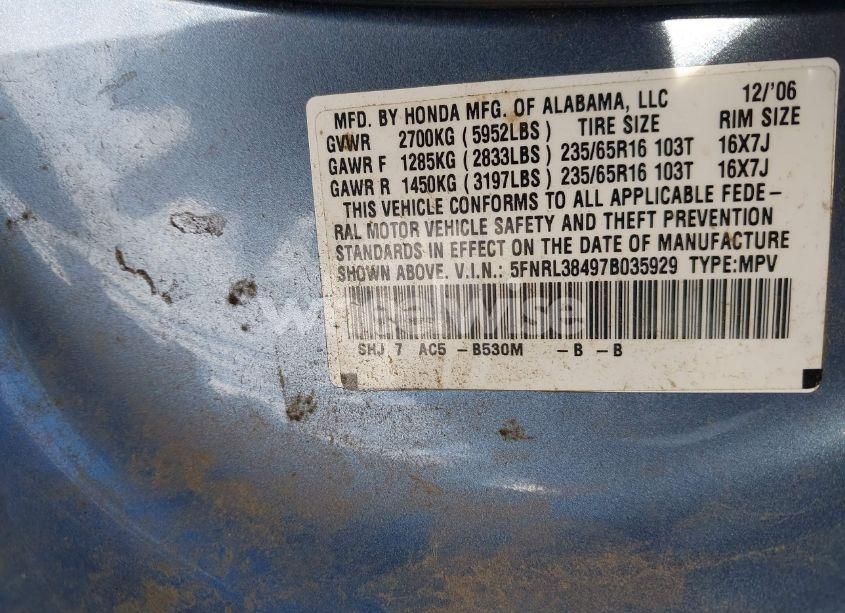 MFD. BY HONDA MFG. OF ALABAMA, LLC 12/'06
GVWR 2700KG (5952LBS) TIRE SIZE RIM SIZE
GAWR F 1285KG (2833LBS) 235/65R16 103T 16X7J
GAWR R 1450KG (3197LBS) 235/65R16 103T 16X7J
THIS VEHICLE CONFORMS TO ALL APPLICABLE FEDE-
RAL MOTOR VEHICLE SAFETY AND THEFT PREVENTION
STANDARDS IN EFFECT ON THE DATE OF MANUFACTURE
SHOWN ABOVE. V.I.N.: 5FNRL38497B035929 TYPE:MPV
SHJ 7 AC5 -B530M -B -B